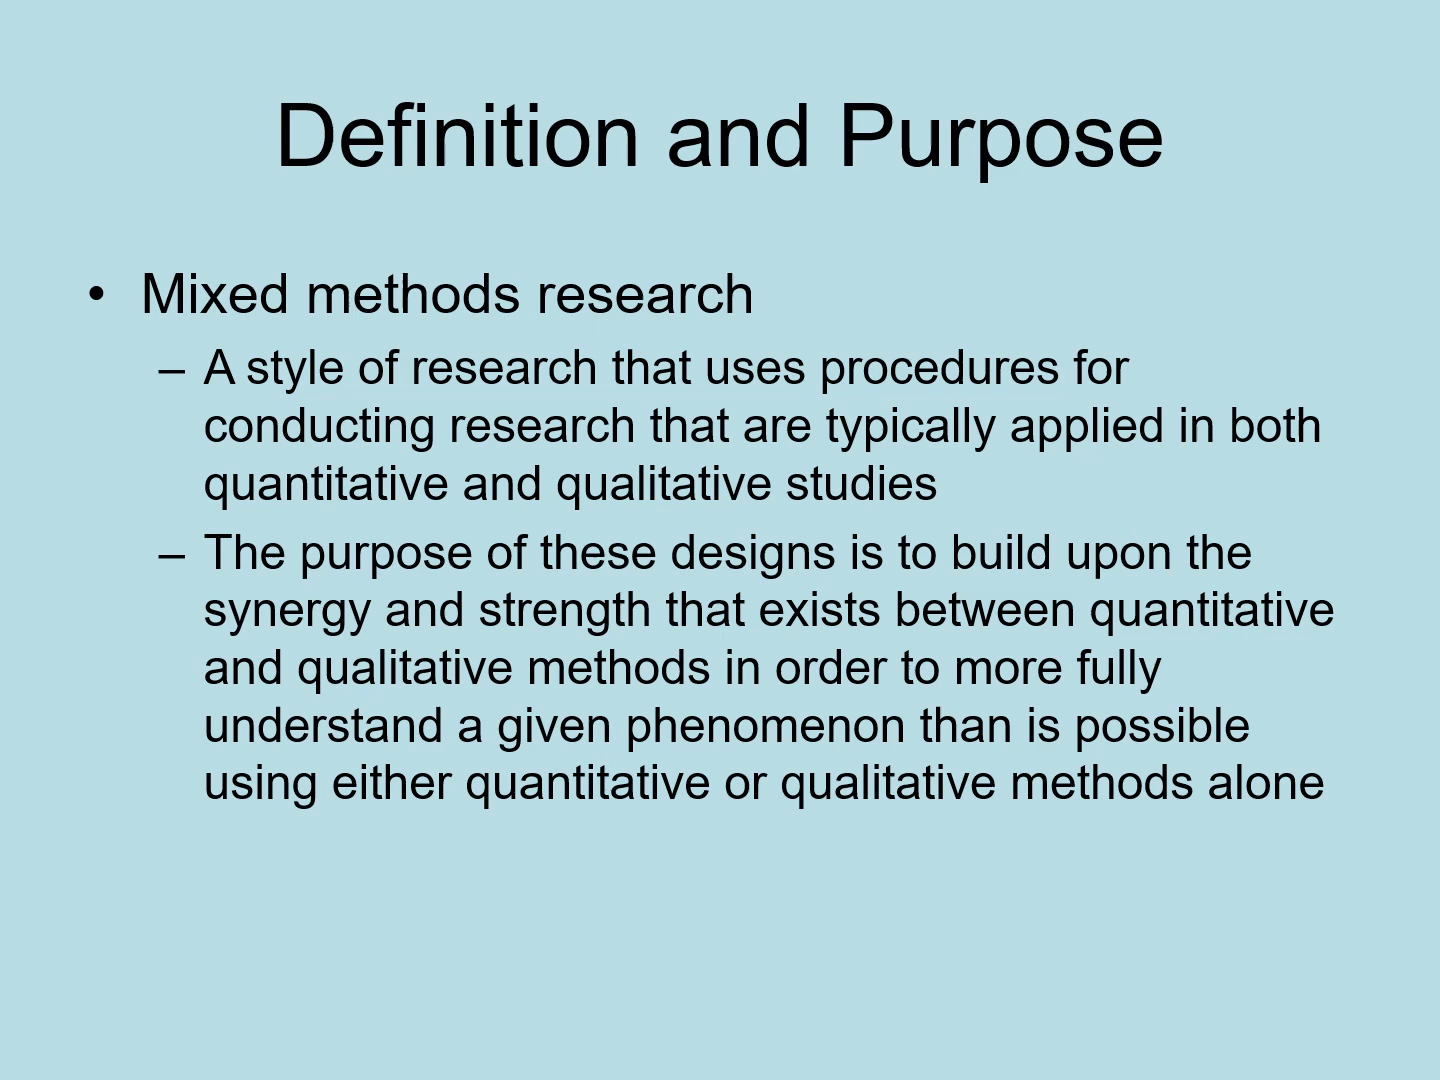 Definition and Purpose
• Mixed methods research
– A style of research that uses procedures for
conducting research that are typically applied in both
quantitative and qualitative studies
– The purpose of these designs is to build upon the
synergy and strength that exists between quantitative
and qualitative methods in order to more fully
understand a given phenomenon than is possible
using either quantitative or qualitative methods alone